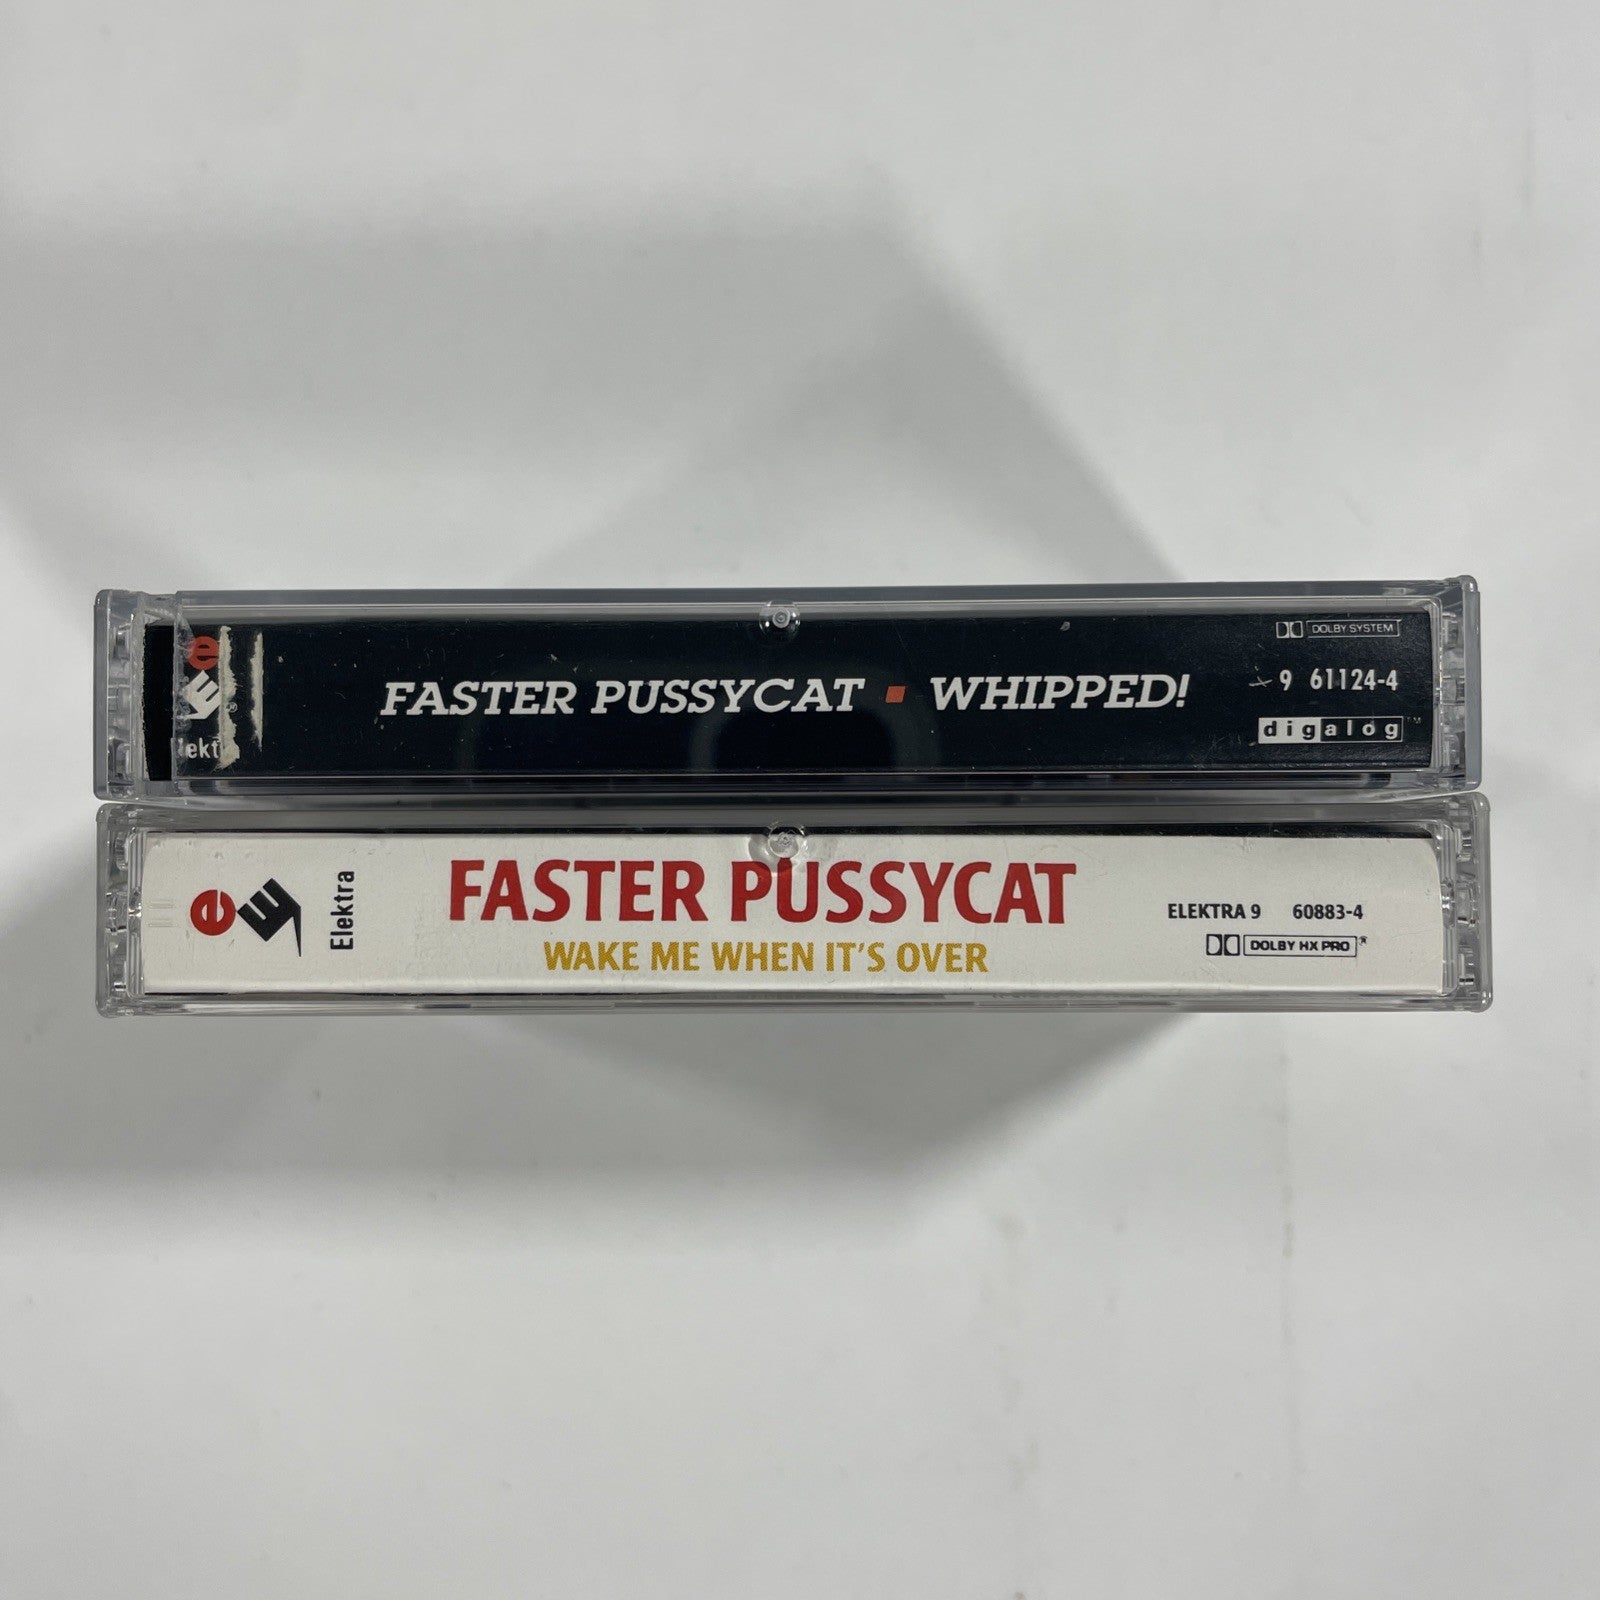 DOLBY SYSTEM
FASTER PUSSYCAT ▪ WHIPPED!
9 61124-4
digalog™
e
Elektra
FASTER PUSSYCAT
WAKE ME WHEN IT'S OVER
ELEKTRA 9 60883-4
DOLBY HX PRO